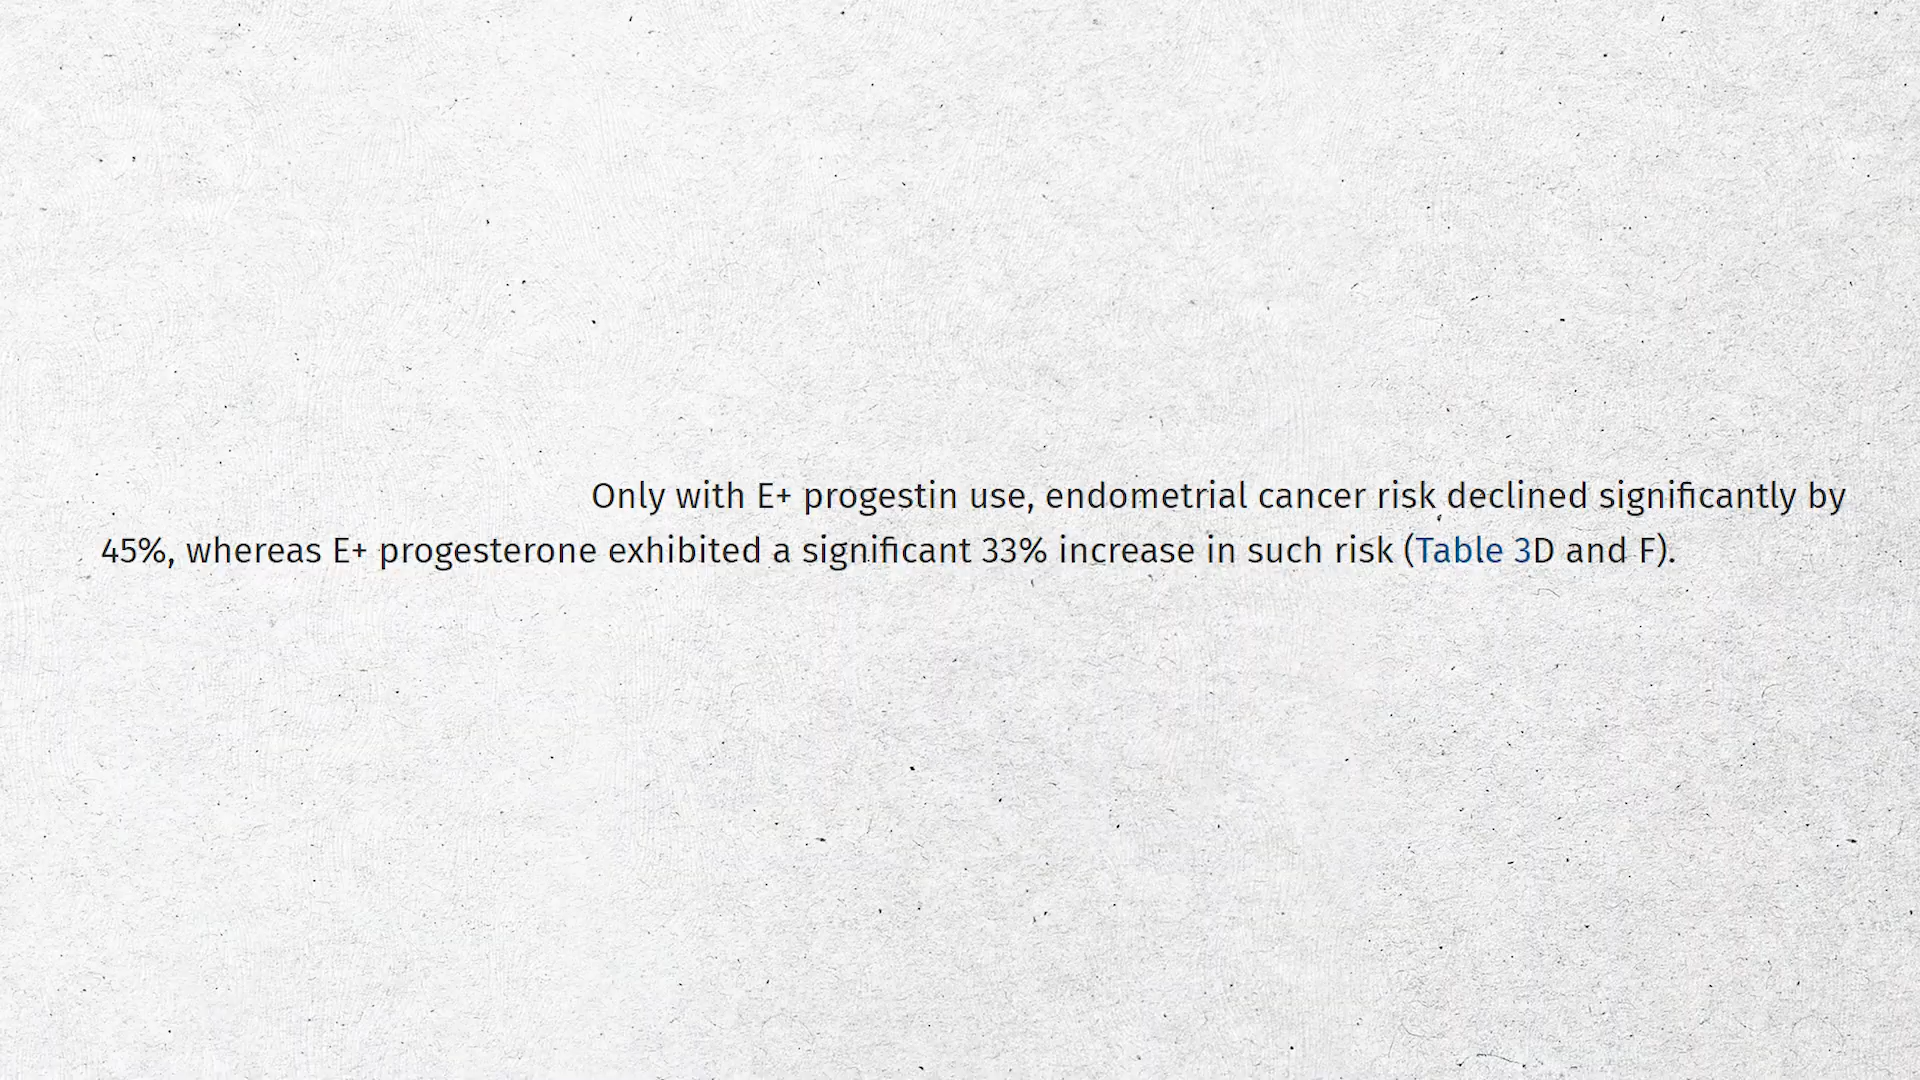 Only with E+ progestin use, endometrial cancer risk declined significantly by
45%, whereas E+ progesterone exhibited a significant 33% increase in such risk (Table 3D and F).